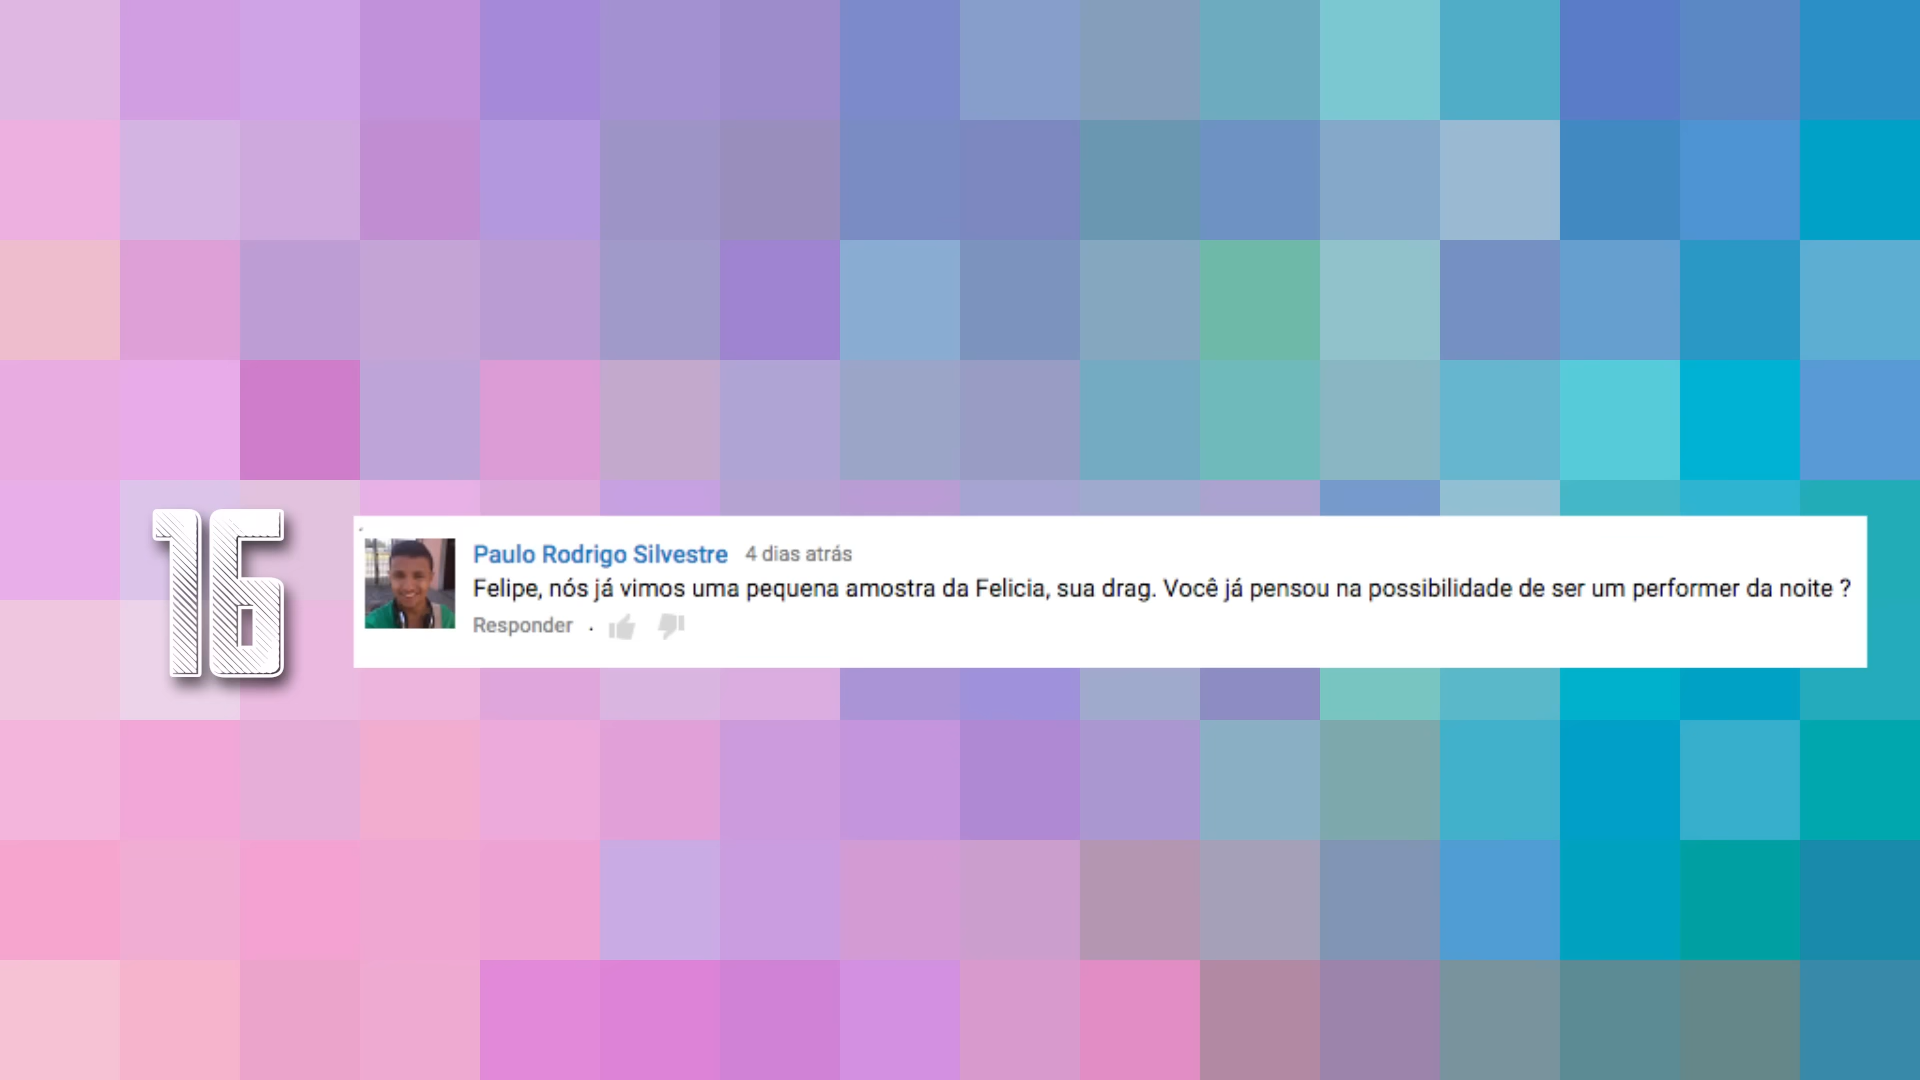 16
Paulo Rodrigo Silvestre 4 dias atrás
Felipe, nós já vimos uma pequena amostra da Felicia, sua drag. Você já pensou na possibilidade de ser um performer da noite ?
Responder .